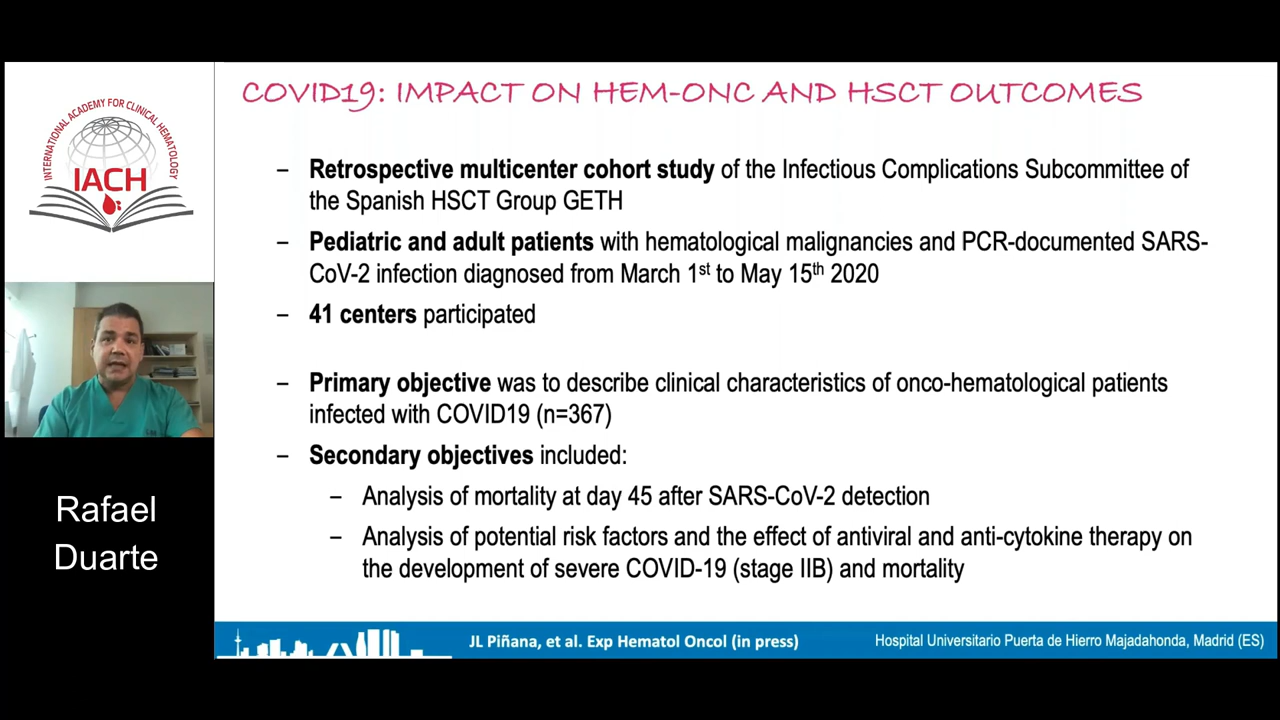 COVID19: IMPACT ON HEM-ONC AND HSCT OUTCOMES
INTERNATIONAL ACADEMY FOR CLINICAL HEMATOLOGY
IACH
– Retrospective multicenter cohort study of the Infectious Complications Subcommittee of
the Spanish HSCT Group GETH
– Pediatric and adult patients with hematological malignancies and PCR-documented SARS-
CoV-2 infection diagnosed from March 1st to May 15th 2020
– 41 centers participated
– Primary objective was to describe clinical characteristics of onco-hematological patients
infected with COVID19 (n=367)
– Secondary objectives included:
– Analysis of mortality at day 45 after SARS-CoV-2 detection
– Analysis of potential risk factors and the effect of antiviral and anti-cytokine therapy on
the development of severe COVID-19 (stage IIB) and mortality
Rafael
Duarte
JL Piñana, et al. Exp Hematol Oncol (in press)
Hospital Universitario Puerta de Hierro Majadahonda, Madrid (ES)